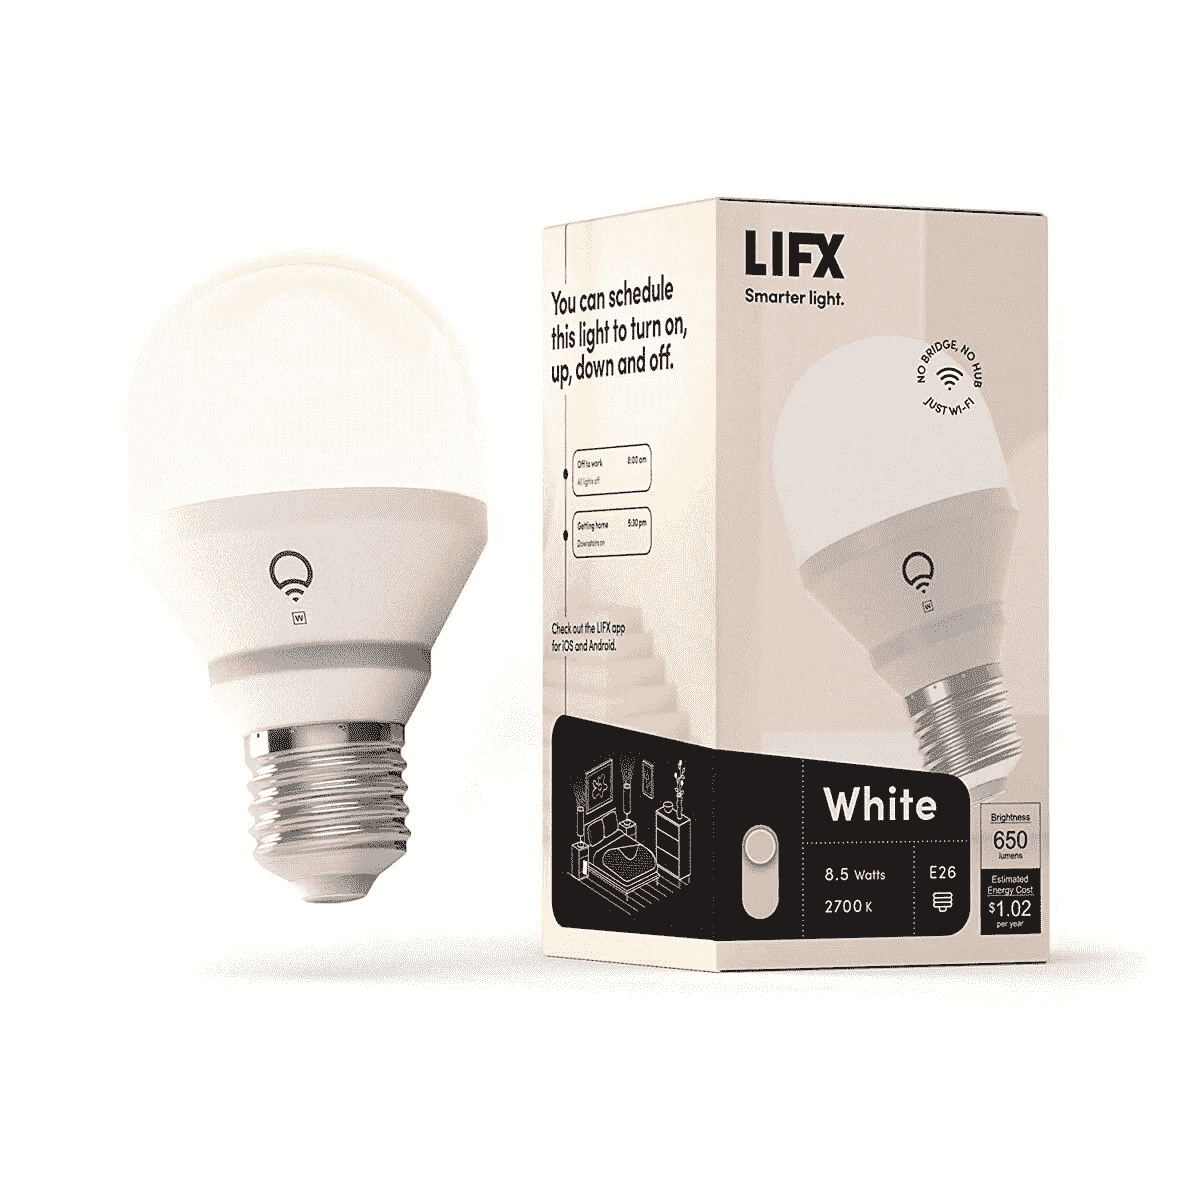 W
You can schedule
this light to turn on,
up, down and off.
Off to work 8:00 am
All lights off
Getting home 5:30 pm
Downstairs on
Check out the LIFX app
for iOS and Android.
LIFX
Smarter light.
NO BRIDGE, NO HUB
JUST WI-FI
W
White
8.5 Watts
2700 K
E26
Brightness
650
lumens
Estimated
Energy Cost
$1.02
per year